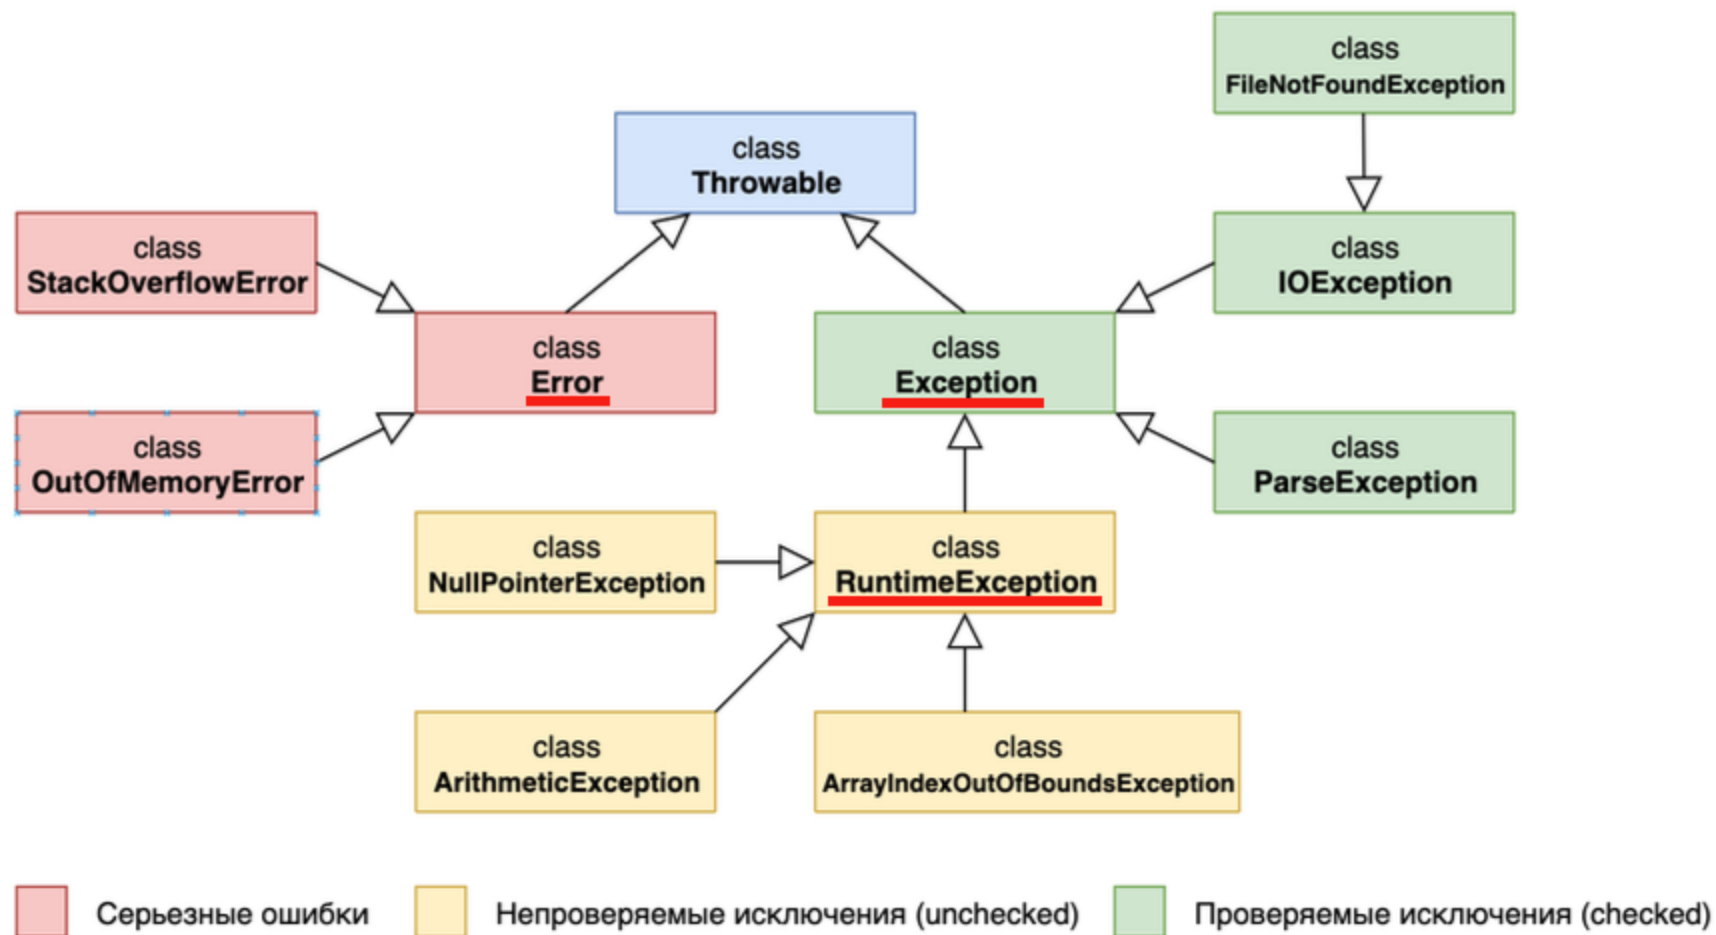 class
FileNotFoundException
class
Throwable
class
StackOverflowError
class
IOException
class
Error
class
Exception
class
OutOfMemoryError
class
ParseException
class
NullPointerException
class
RuntimeException
class
ArithmeticException
class
ArrayIndexOutOfBoundsException
Серьезные ошибки
Непроверяемые исключения (unchecked)
Проверяемые исключения (checked)